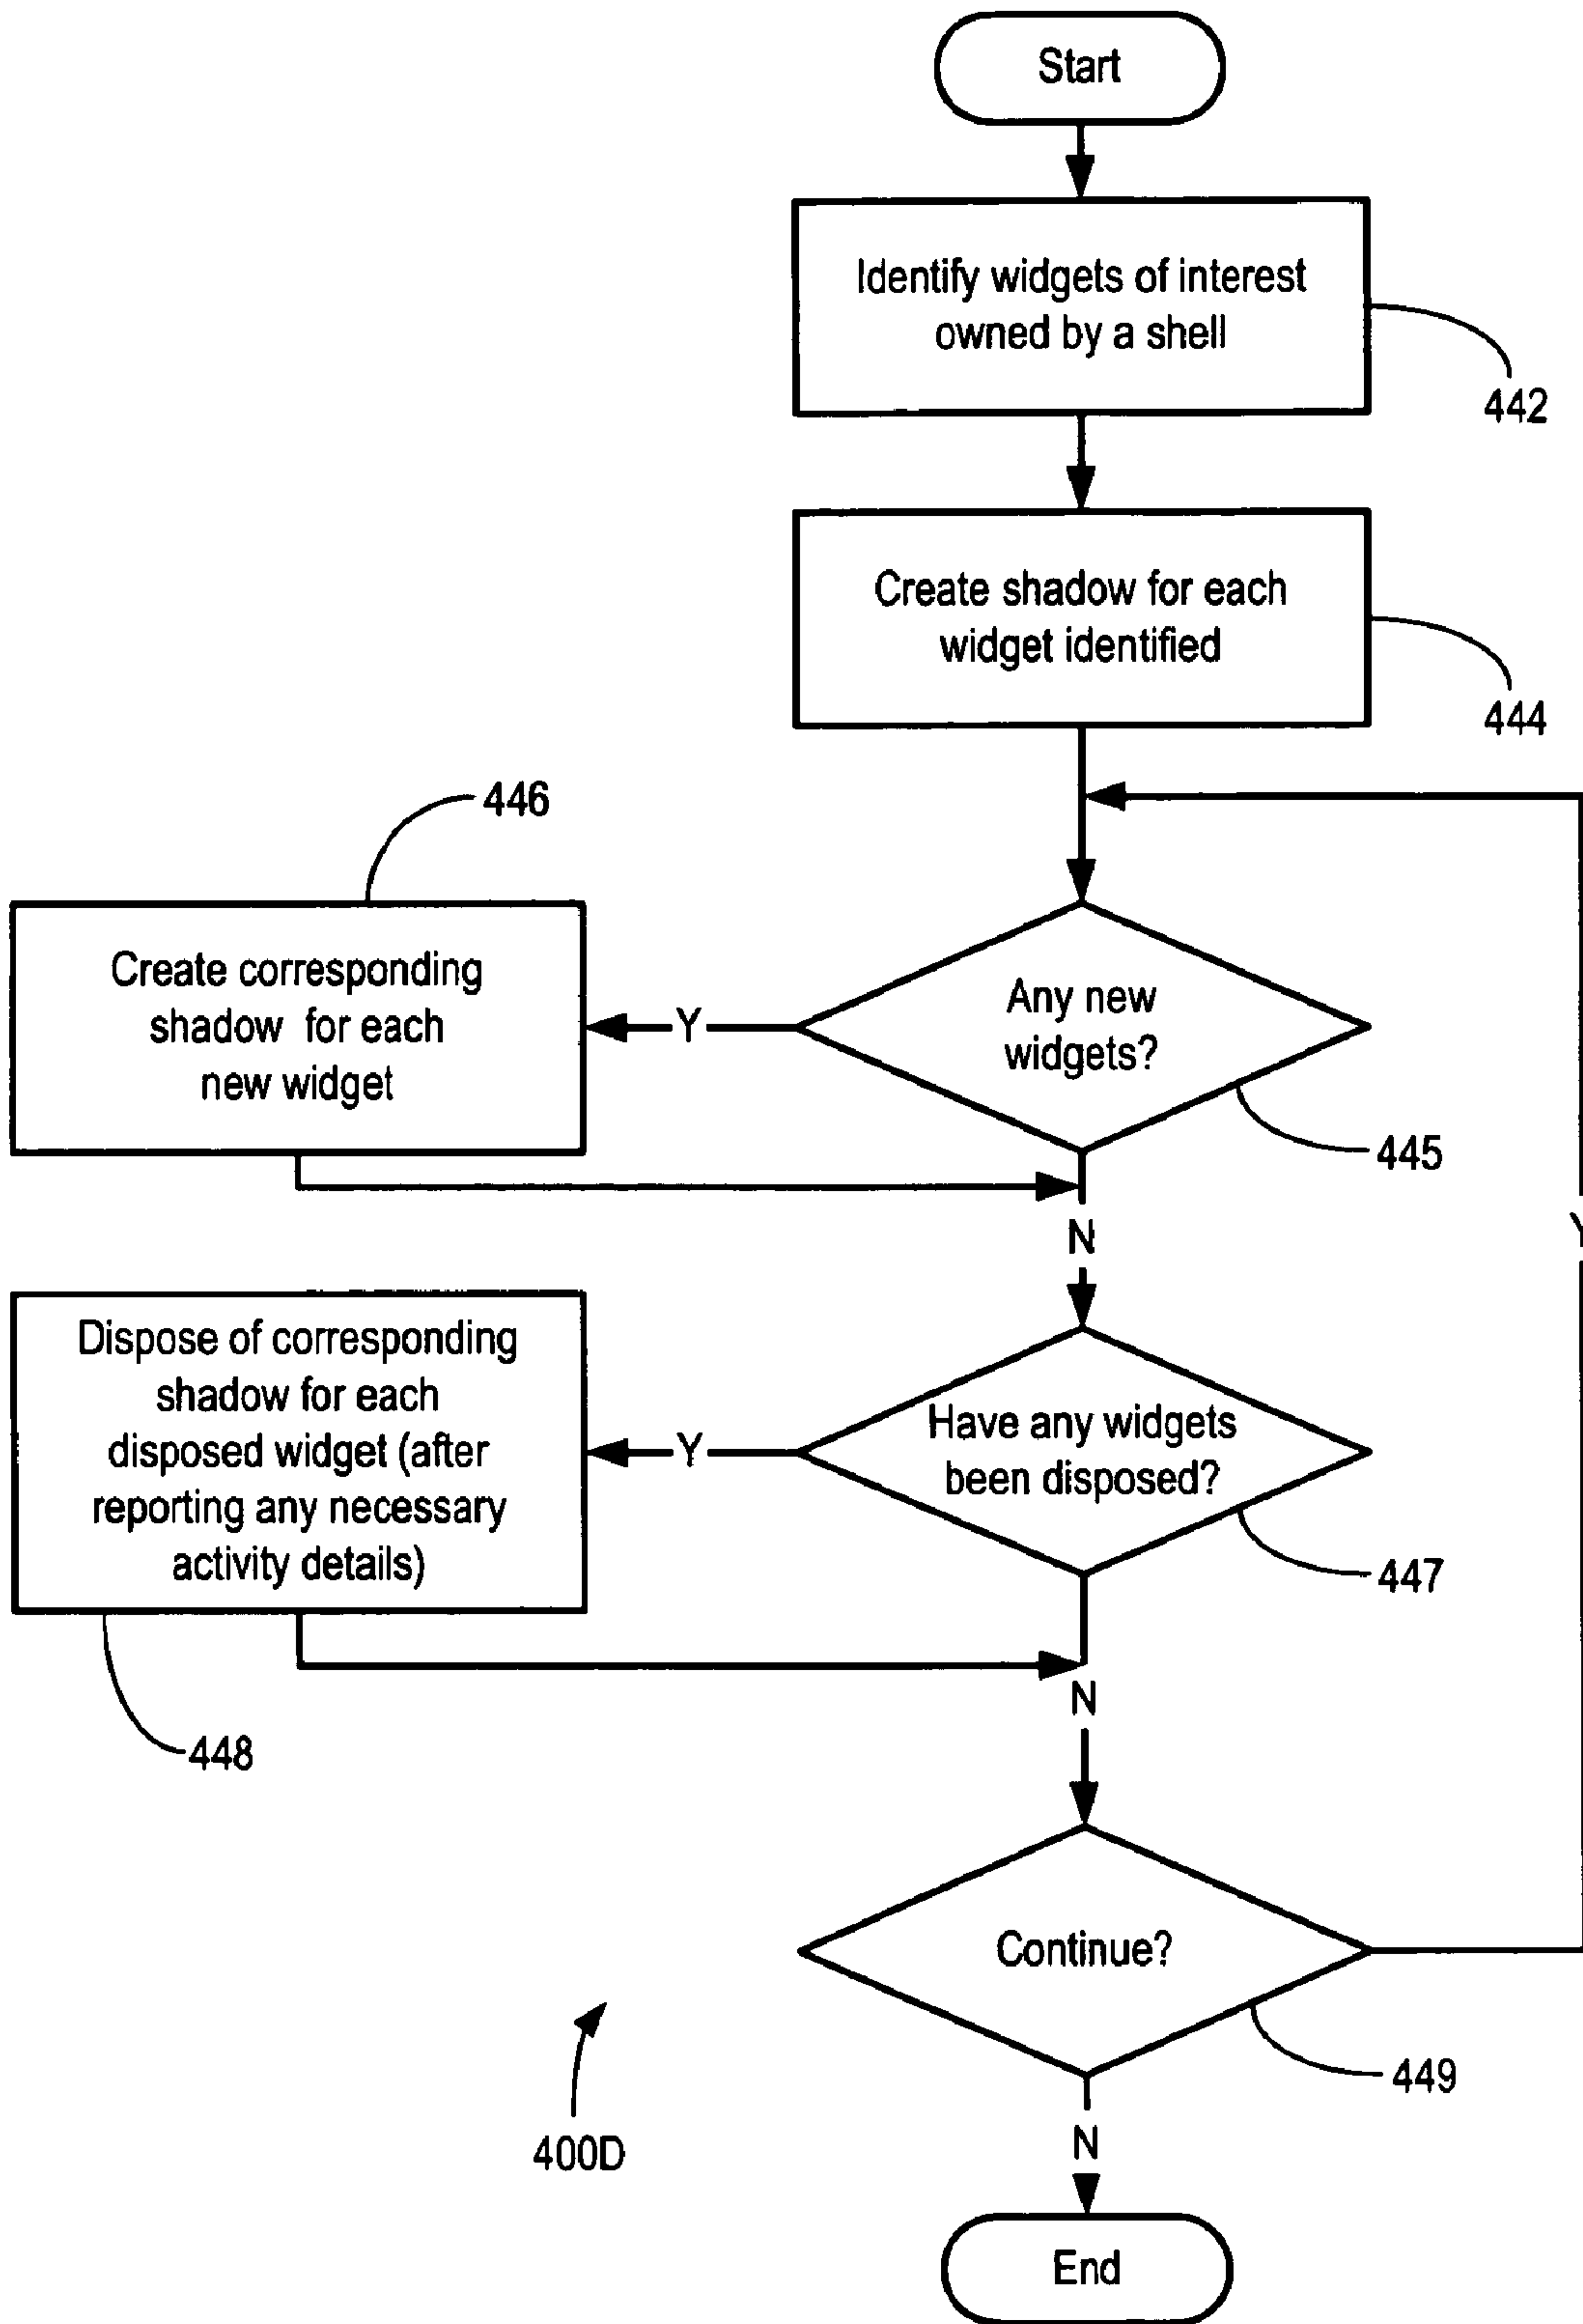 Start
Identify widgets of interest
owned by a shell
442
Create shadow for each
widget identified
444
446
Create corresponding
shadow for each
new widget
Y
Any new
widgets?
445
N
Y
Dispose of corresponding
shadow for each
disposed widget (after
reporting any necessary
activity details)
Y
Have any widgets
been disposed?
447
448
N
Continue?
449
400D
N
End